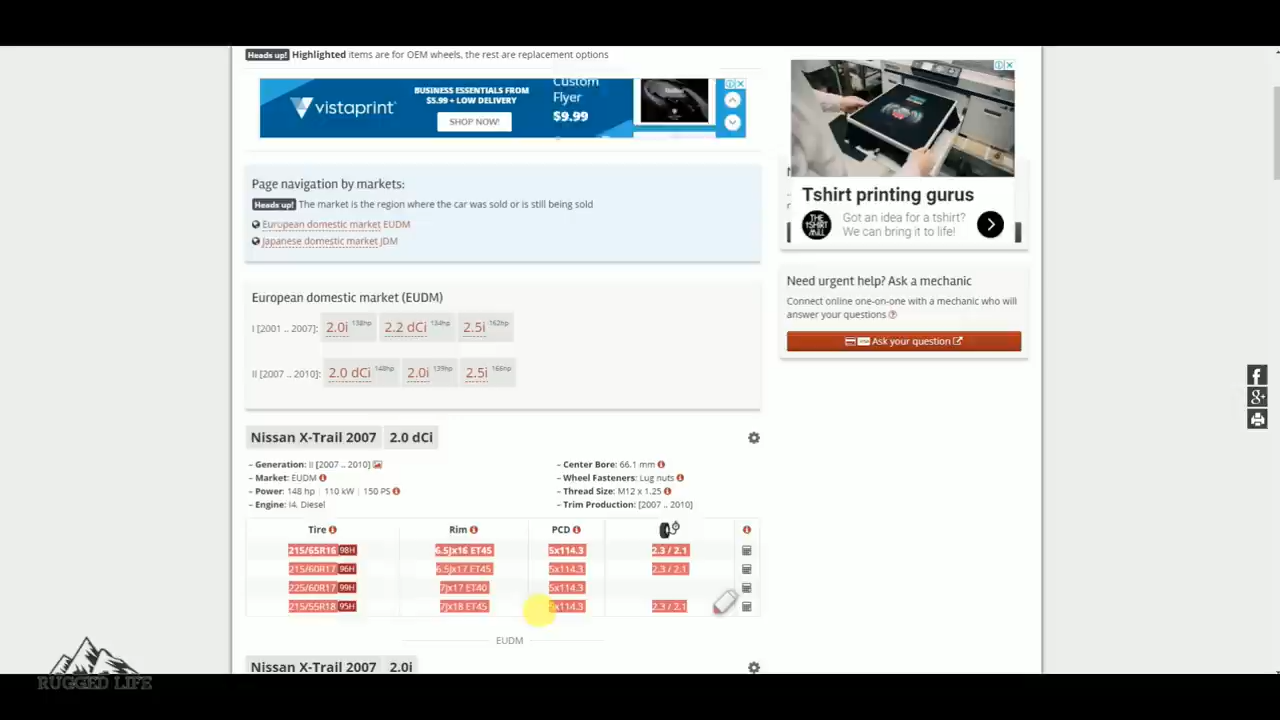 Heads up! Highlighted items are for OEM wheels, the rest are replacement options
vistaprint
BUSINESS ESSENTIALS FROM
$5.99 + LOW DELIVERY
SHOP NOW!
Custom
Flyer
$9.99
Tshirt printing gurus
THE
TSHIRT
MILL
Got an idea for a tshirt?
We can bring it to life!
Page navigation by markets:
Heads up! The market is the region where the car was sold or is still being sold
European domestic market EUDM
Japanese domestic market JDM
Need urgent help? Ask a mechanic
Connect online one-on-one with a mechanic who will
answer your questions
Ask your question
European domestic market (EUDM)
I [2001 .. 2007]: 2.0i 138hp 2.2 dCi 134hp 2.5i 162hp
II [2007 .. 2010]: 2.0 dCi 148hp 2.0i 139hp 2.5i 166hp
Nissan X-Trail 2007 2.0 dCi
– Generation: II [2007 .. 2010]
– Market: EUDM
– Power: 148 hp | 110 kW | 150 PS
– Engine: I4, Diesel
– Center Bore: 66.1 mm
– Wheel Fasteners: Lug nuts
– Thread Size: M12 x 1.25
– Trim Production: [2007 .. 2010]
Tire Rim PCD
215/65R16 98H 6.5Jx16 ET45 5x114.3 2.3 / 2.1
215/60R17 96H 6.5Jx17 ET45 5x114.3 2.3 / 2.1
225/60R17 99H 7Jx17 ET40 5x114.3
215/55R18 95H 7Jx18 ET45 5x114.3 2.3 / 2.1
EUDM
Nissan X-Trail 2007 2.0i
RUGGED LIFE